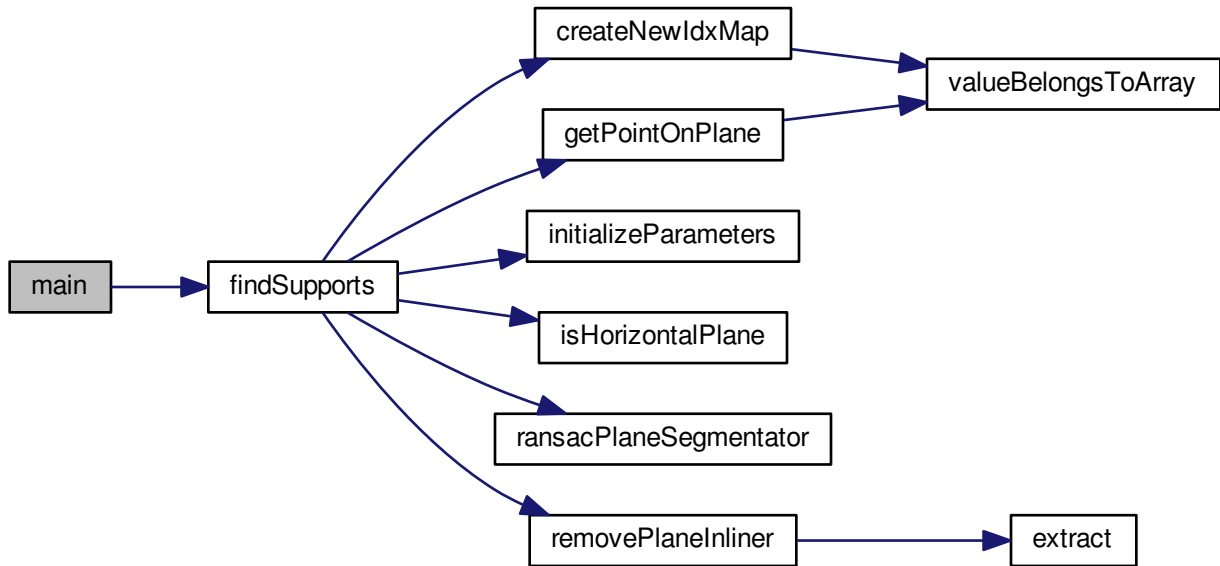 main
findSupports
createNewIdxMap
valueBelongsToArray
getPointOnPlane
initializeParameters
isHorizontalPlane
ransacPlaneSegmentator
removePlaneInliner
extract